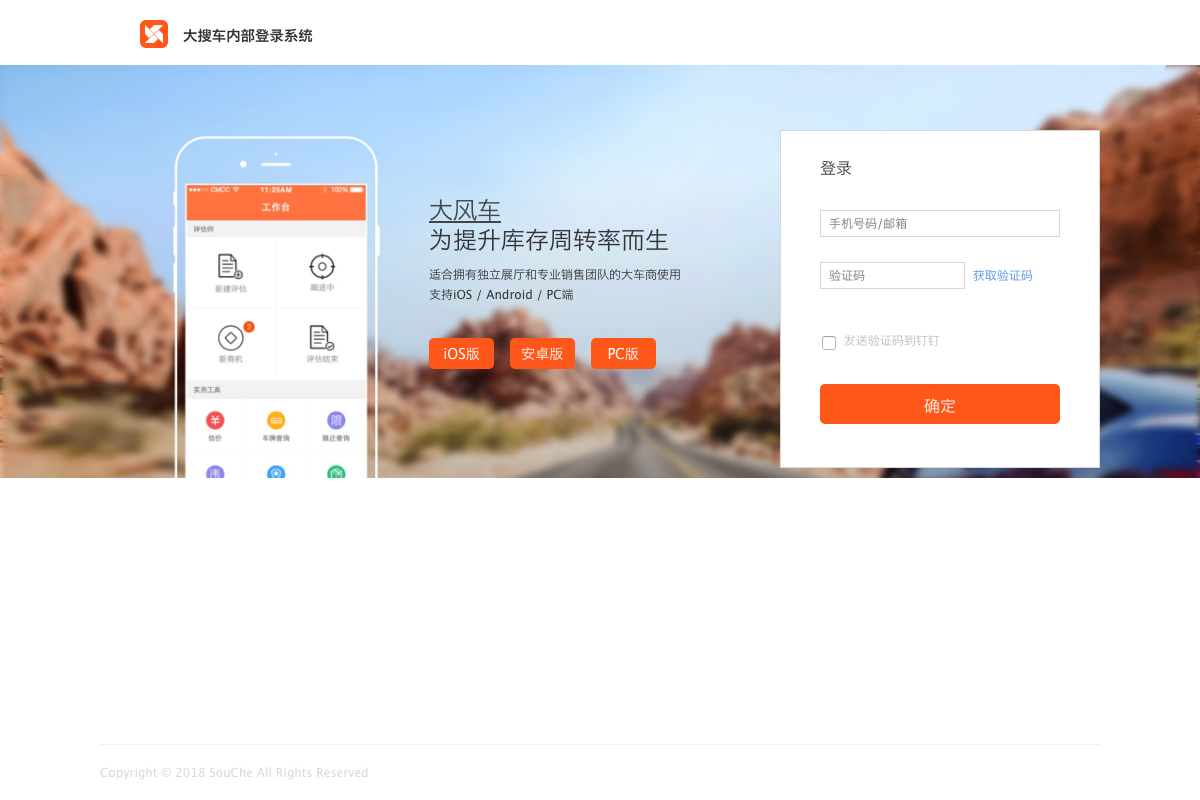 大搜车内部登录系统
CMCC 11:25AM 100%
工作台
评估师
新建评估 跟进中
2
新商机 评估结束
实用工具
¥ 限
估价 车牌查询 限迁查询
大风车
为提升库存周转率而生
适合拥有独立展厅和专业销售团队的大车商使用
支持iOS / Android / PC端
iOS版 安卓版 PC版
登录
手机号码/邮箱
验证码 获取验证码
发送验证码到钉钉
确定
Copyright © 2018 SouChe All Rights Reserved